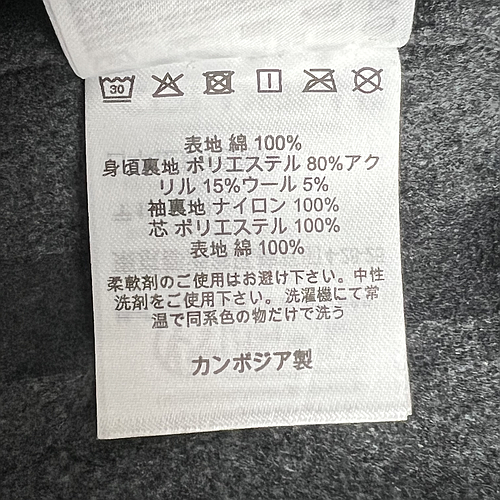 30
表地 綿 100%
身頃裏地 ポリエステル 80%アク
リル 15%ウール 5%
袖裏地 ナイロン 100%
芯 ポリエステル 100%
表地 綿 100%
柔軟剤のご使用はお避け下さい。中性
洗剤をご使用下さい。 洗濯機にて常
温で同系色の物だけで洗う
カンボジア製